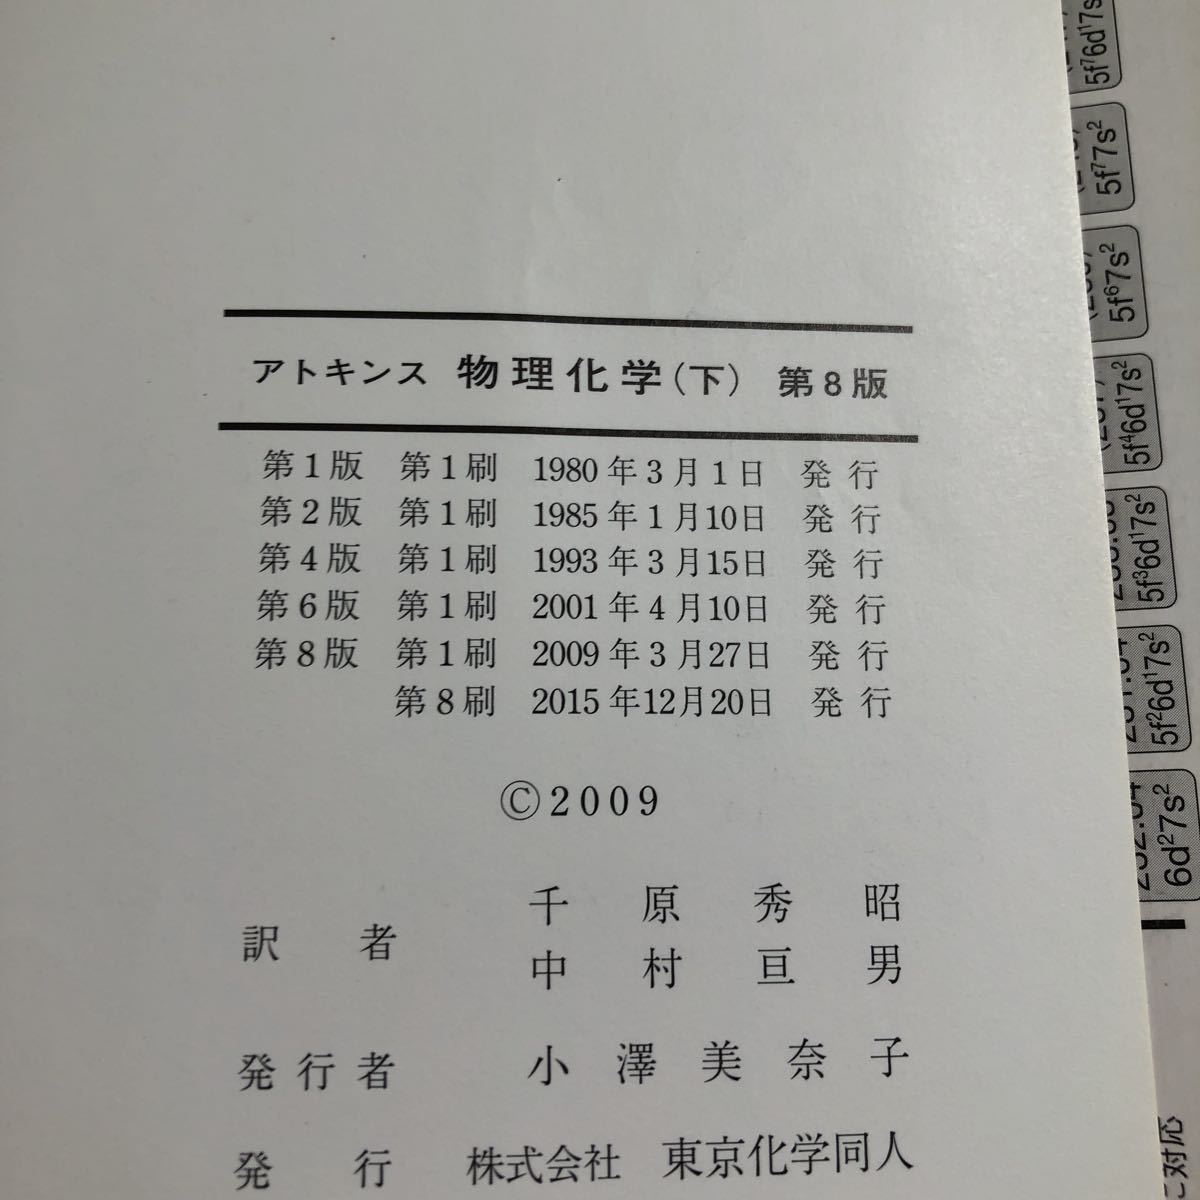 アトキンス 物理化学(下) 第8版
第1版 第1刷 1980年3月1日 発行
第2版 第1刷 1985年1月10日 発行
第4版 第1刷 1993年3月15日 発行
第6版 第1刷 2001年4月10日 発行
第8版 第1刷 2009年3月27日 発行
第8刷 2015年12月20日 発行
©2009
訳者
千原秀昭
中村亘男
発行者 小澤美奈子
発行 株式会社 東京化学同人
5f⁷6d¹7s
5f⁷7s²
5f⁶7s²
5f⁴6d¹7s²
5f³6d¹7s²
5f²6d¹7s²
6d²7s²
に対応